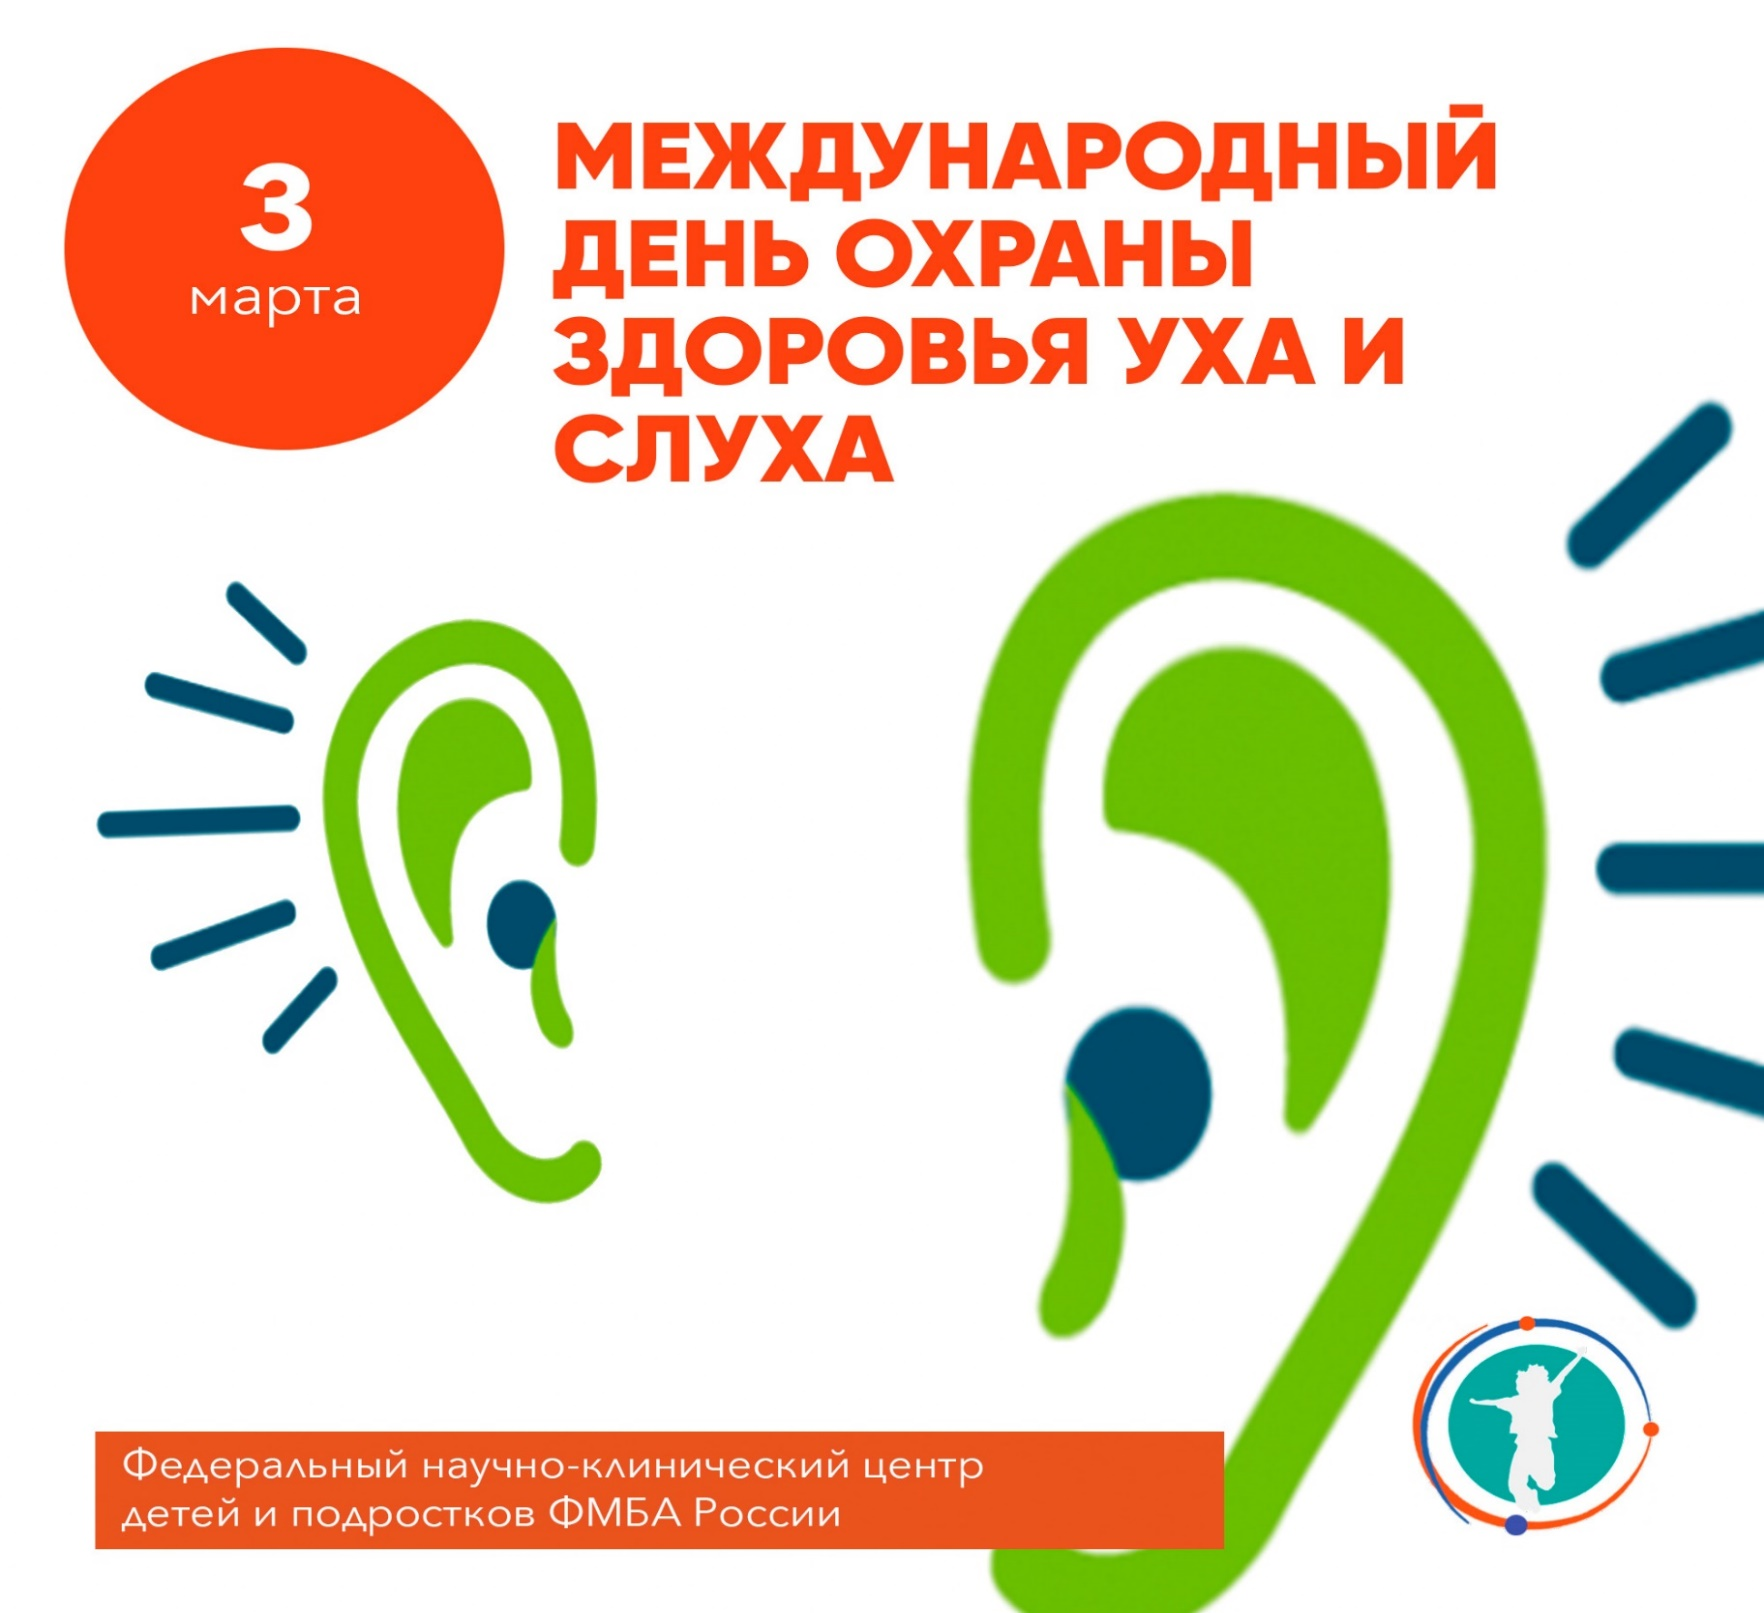 3
марта
МЕЖДУНАРОДНЫЙ
ДЕНЬ ОХРАНЫ
ЗДОРОВЬЯ УХА И
СЛУХА
Федеральный научно-клинический центр
детей и подростков ФМБА России